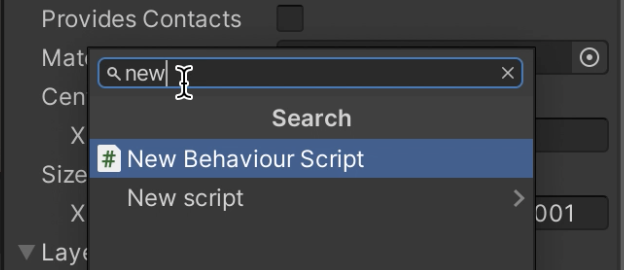 Provides Contacts
Mate
new
Cen
Search
X
New Behaviour Script
Size
New script
X
001
Laye